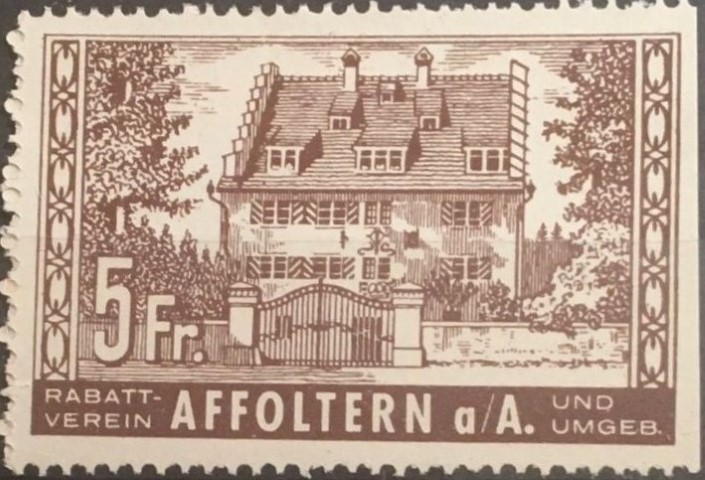 5 Fr.
RABATT-
VEREIN AFFOLTERN a/A. UND
UMGEB.